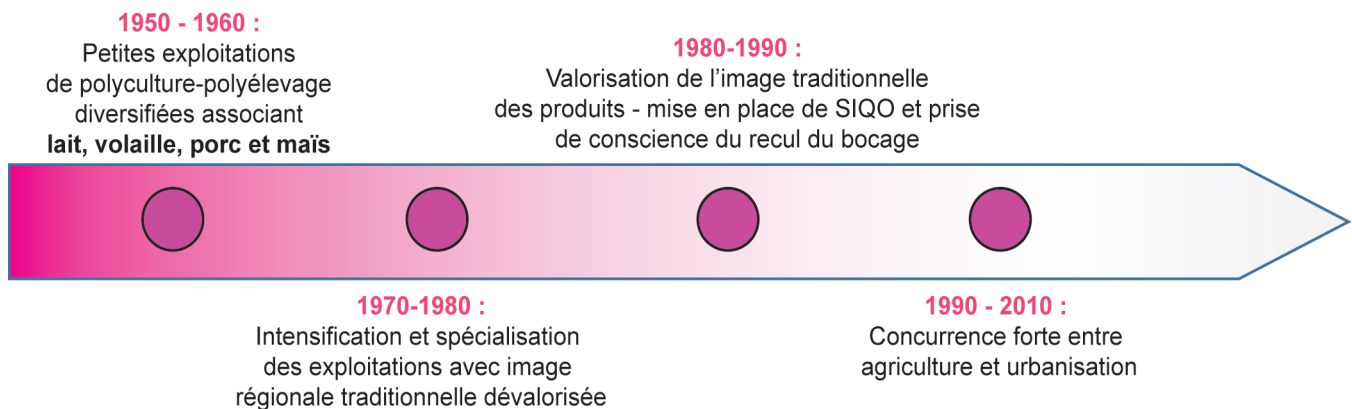 1950 - 1960 :
Petites exploitations
de polyculture-polyélevage
diversifiées associant
lait, volaille, porc et maïs
1980-1990 :
Valorisation de l’image traditionnelle
des produits - mise en place de SIQO et prise
de conscience du recul du bocage
1970-1980 :
Intensification et spécialisation
des exploitations avec image
régionale traditionnelle dévalorisée
1990 - 2010 :
Concurrence forte entre
agriculture et urbanisation